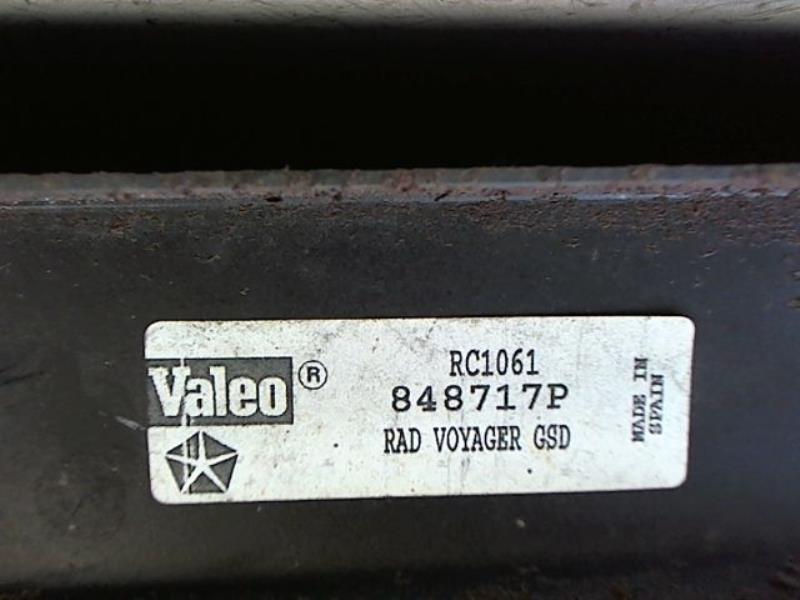 Valeo®
RC1061
848717P
RAD VOYAGER GSD
MADE IN
SPAIN